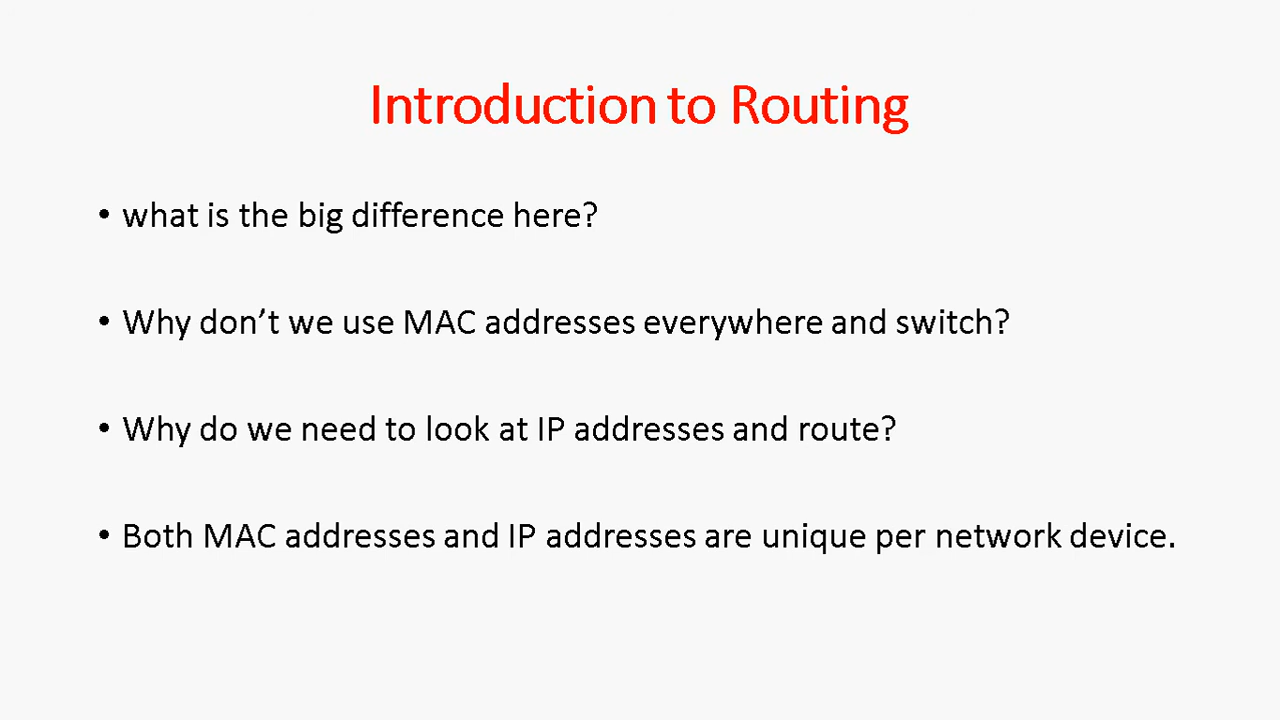 Introduction to Routing
• what is the big difference here?
• Why don’t we use MAC addresses everywhere and switch?
• Why do we need to look at IP addresses and route?
• Both MAC addresses and IP addresses are unique per network device.